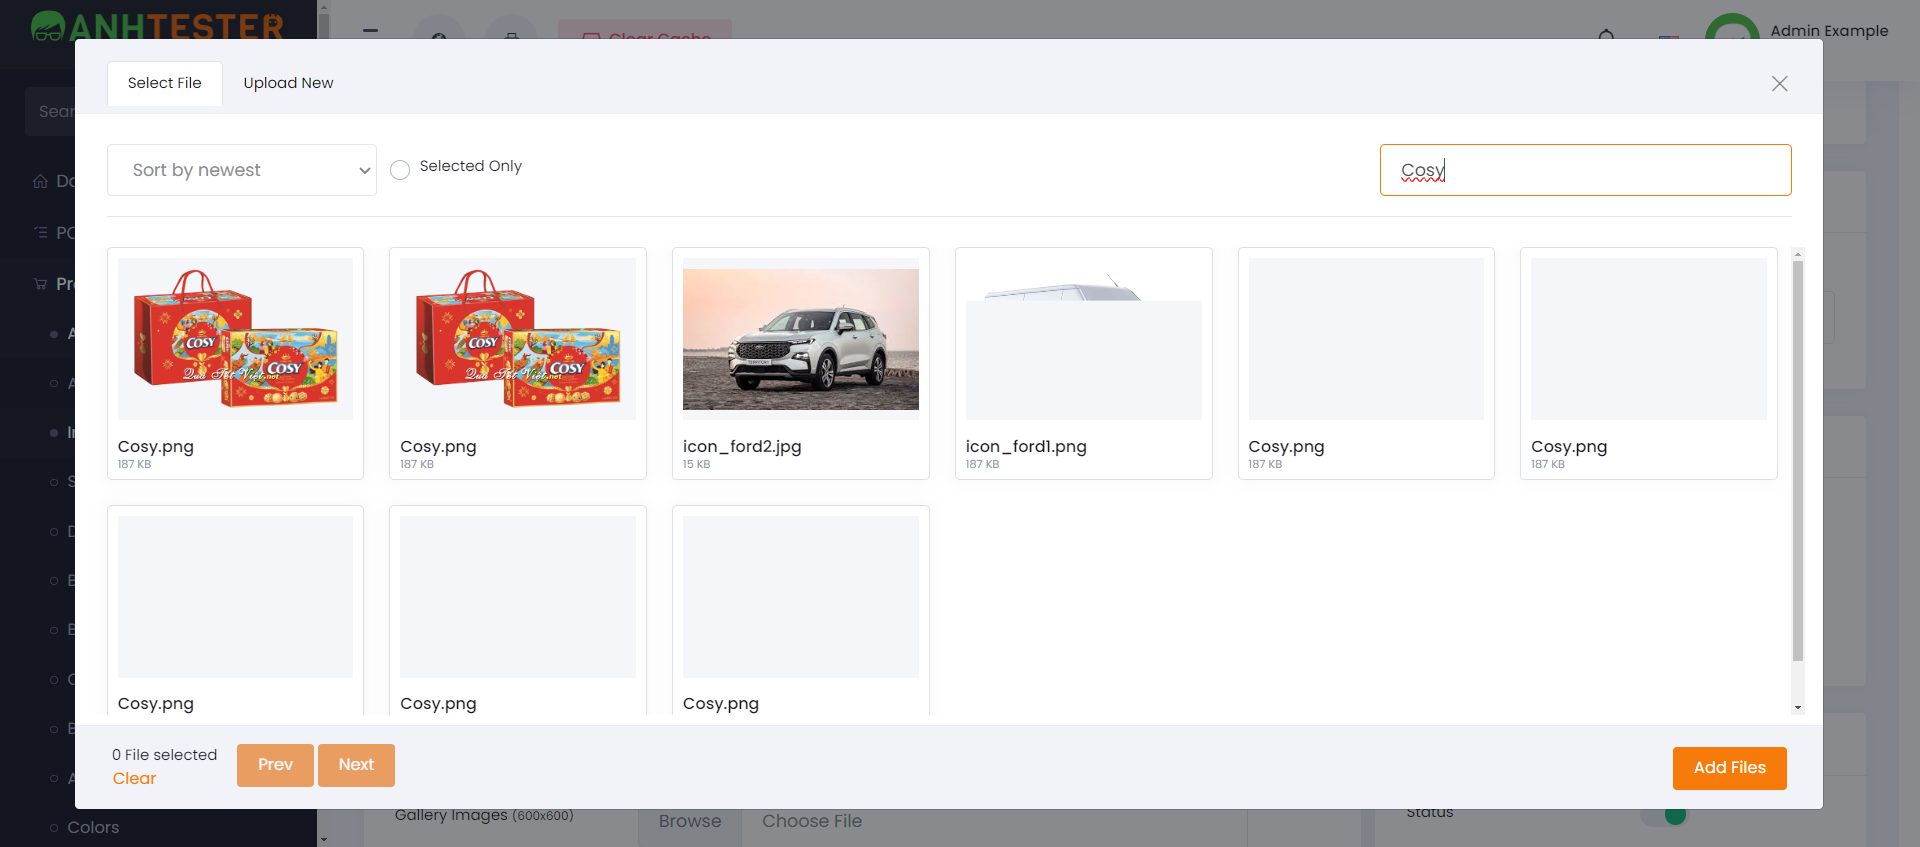 ANHTESTER
Clear Cache
Admin Example
Select File
Upload New
Sort by newest
Selected Only
Cosy
COSY
COSY
Quà Tết Việt.net
Cosy.png
187 KB
COSY
COSY
Quà Tết Việt.net
Cosy.png
187 KB
TERRITORY
icon_ford2.jpg
15 KB
icon_ford1.png
187 KB
Cosy.png
187 KB
Cosy.png
187 KB
Cosy.png
Cosy.png
Cosy.png
0 File selected
Clear
Prev
Next
Add Files
Colors
Gallery Images (600x600)
Browse
Choose File
Status